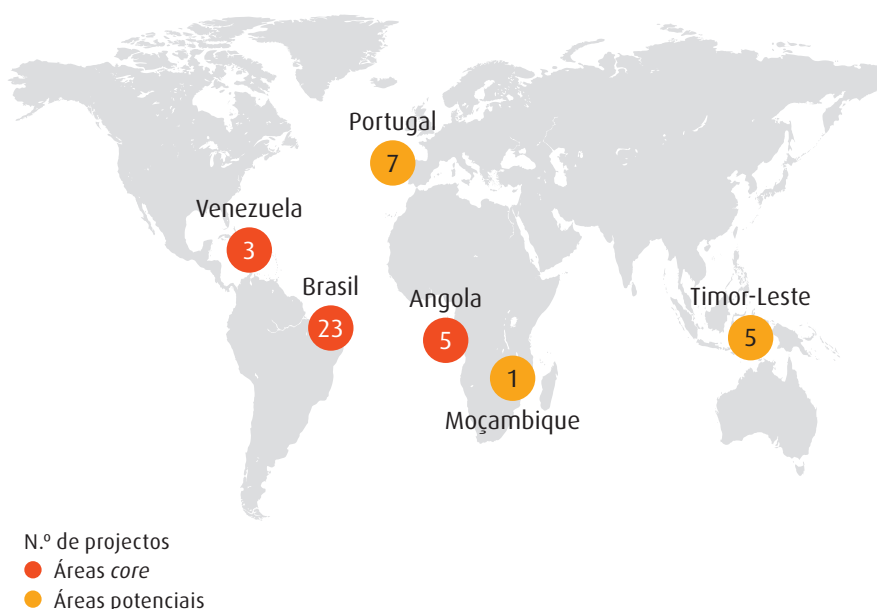 Portugal
7
Venezuela
3
Brasil
23
Angola
5
Timor-Leste
5
1
Moçambique
N.º de projectos
Áreas core
Áreas potenciais